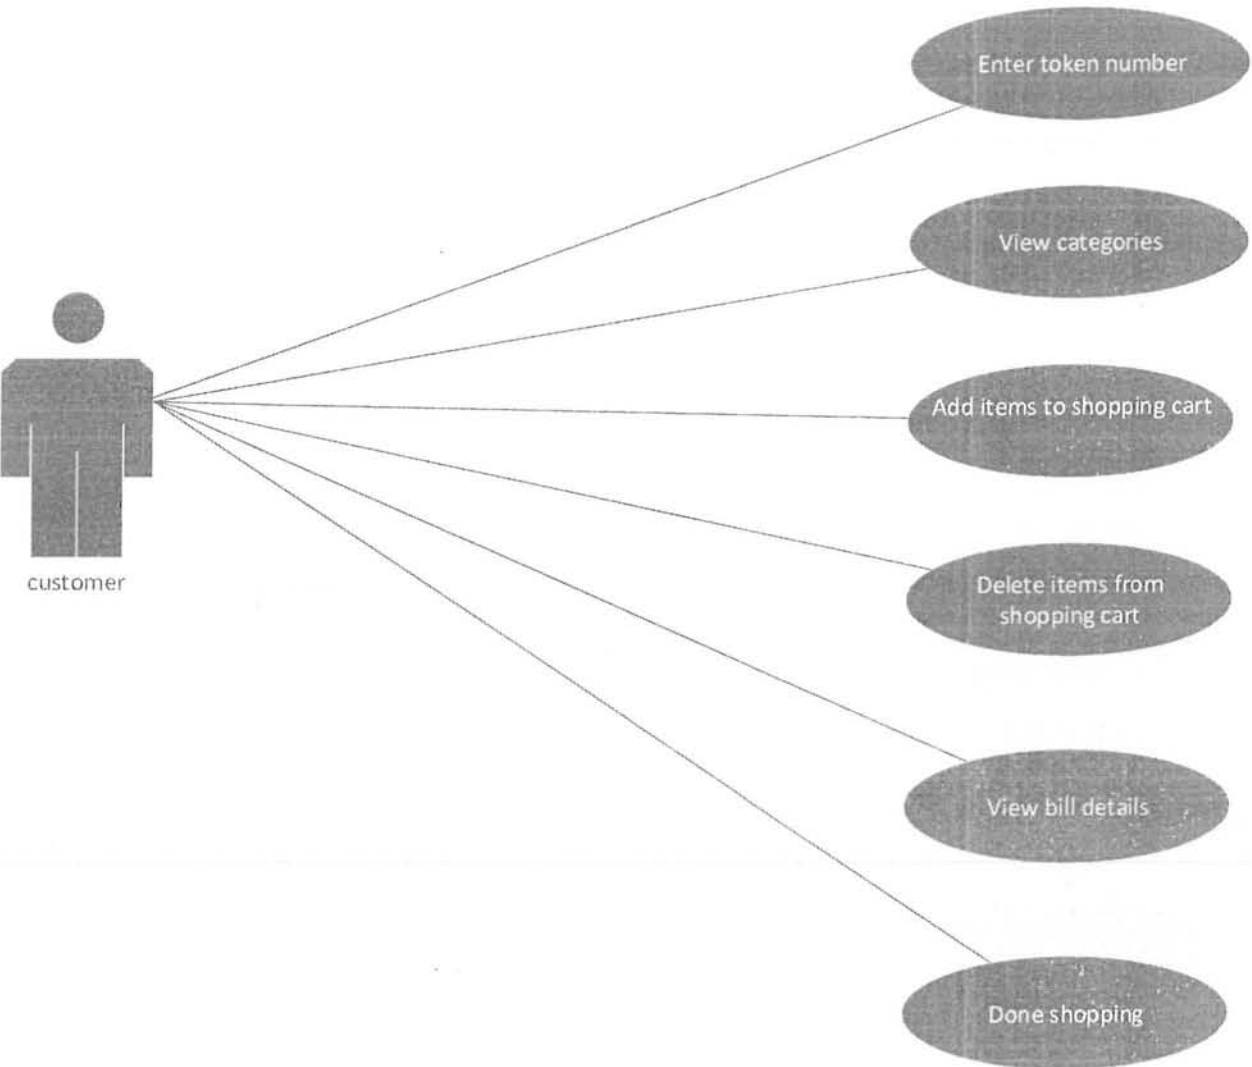 Enter token number
View categories
Add items to shopping cart
customer
Delete items from
shopping cart
View bill details
Done shopping